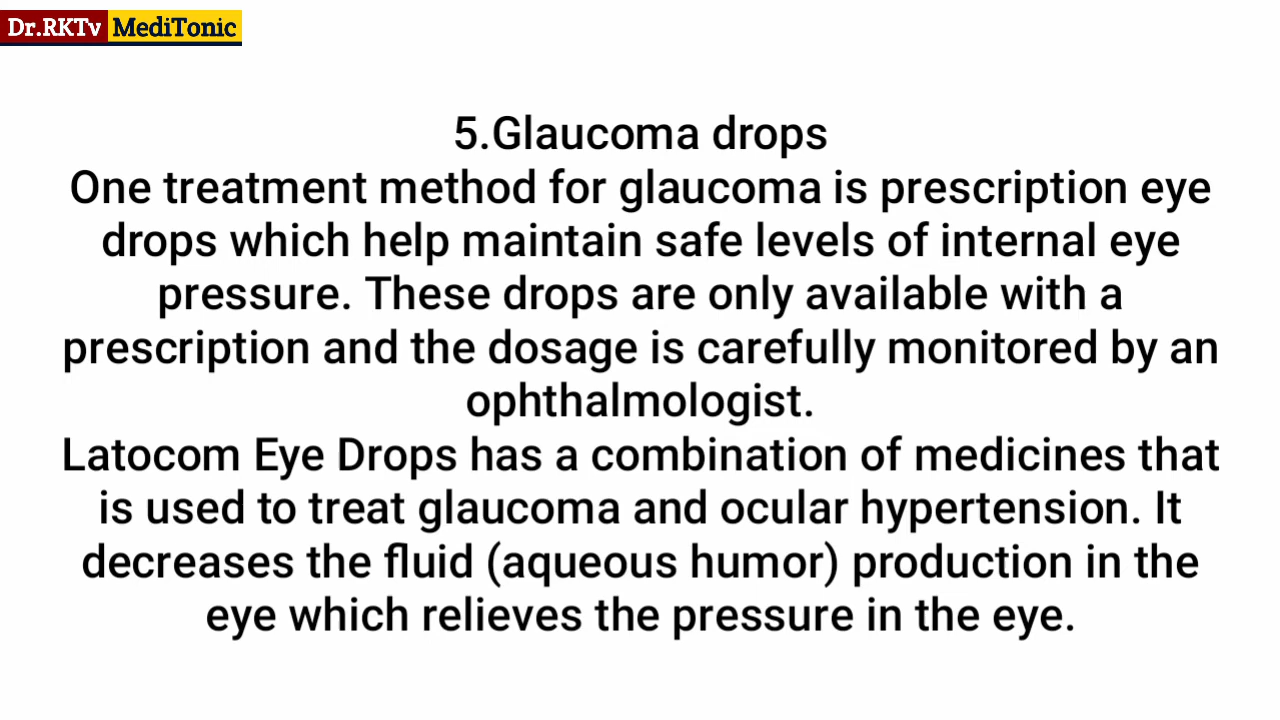 Dr.RKTv MediTonic
5.Glaucoma drops
One treatment method for glaucoma is prescription eye
drops which help maintain safe levels of internal eye
pressure. These drops are only available with a
prescription and the dosage is carefully monitored by an
ophthalmologist.
Latocom Eye Drops has a combination of medicines that
is used to treat glaucoma and ocular hypertension. It
decreases the fluid (aqueous humor) production in the
eye which relieves the pressure in the eye.